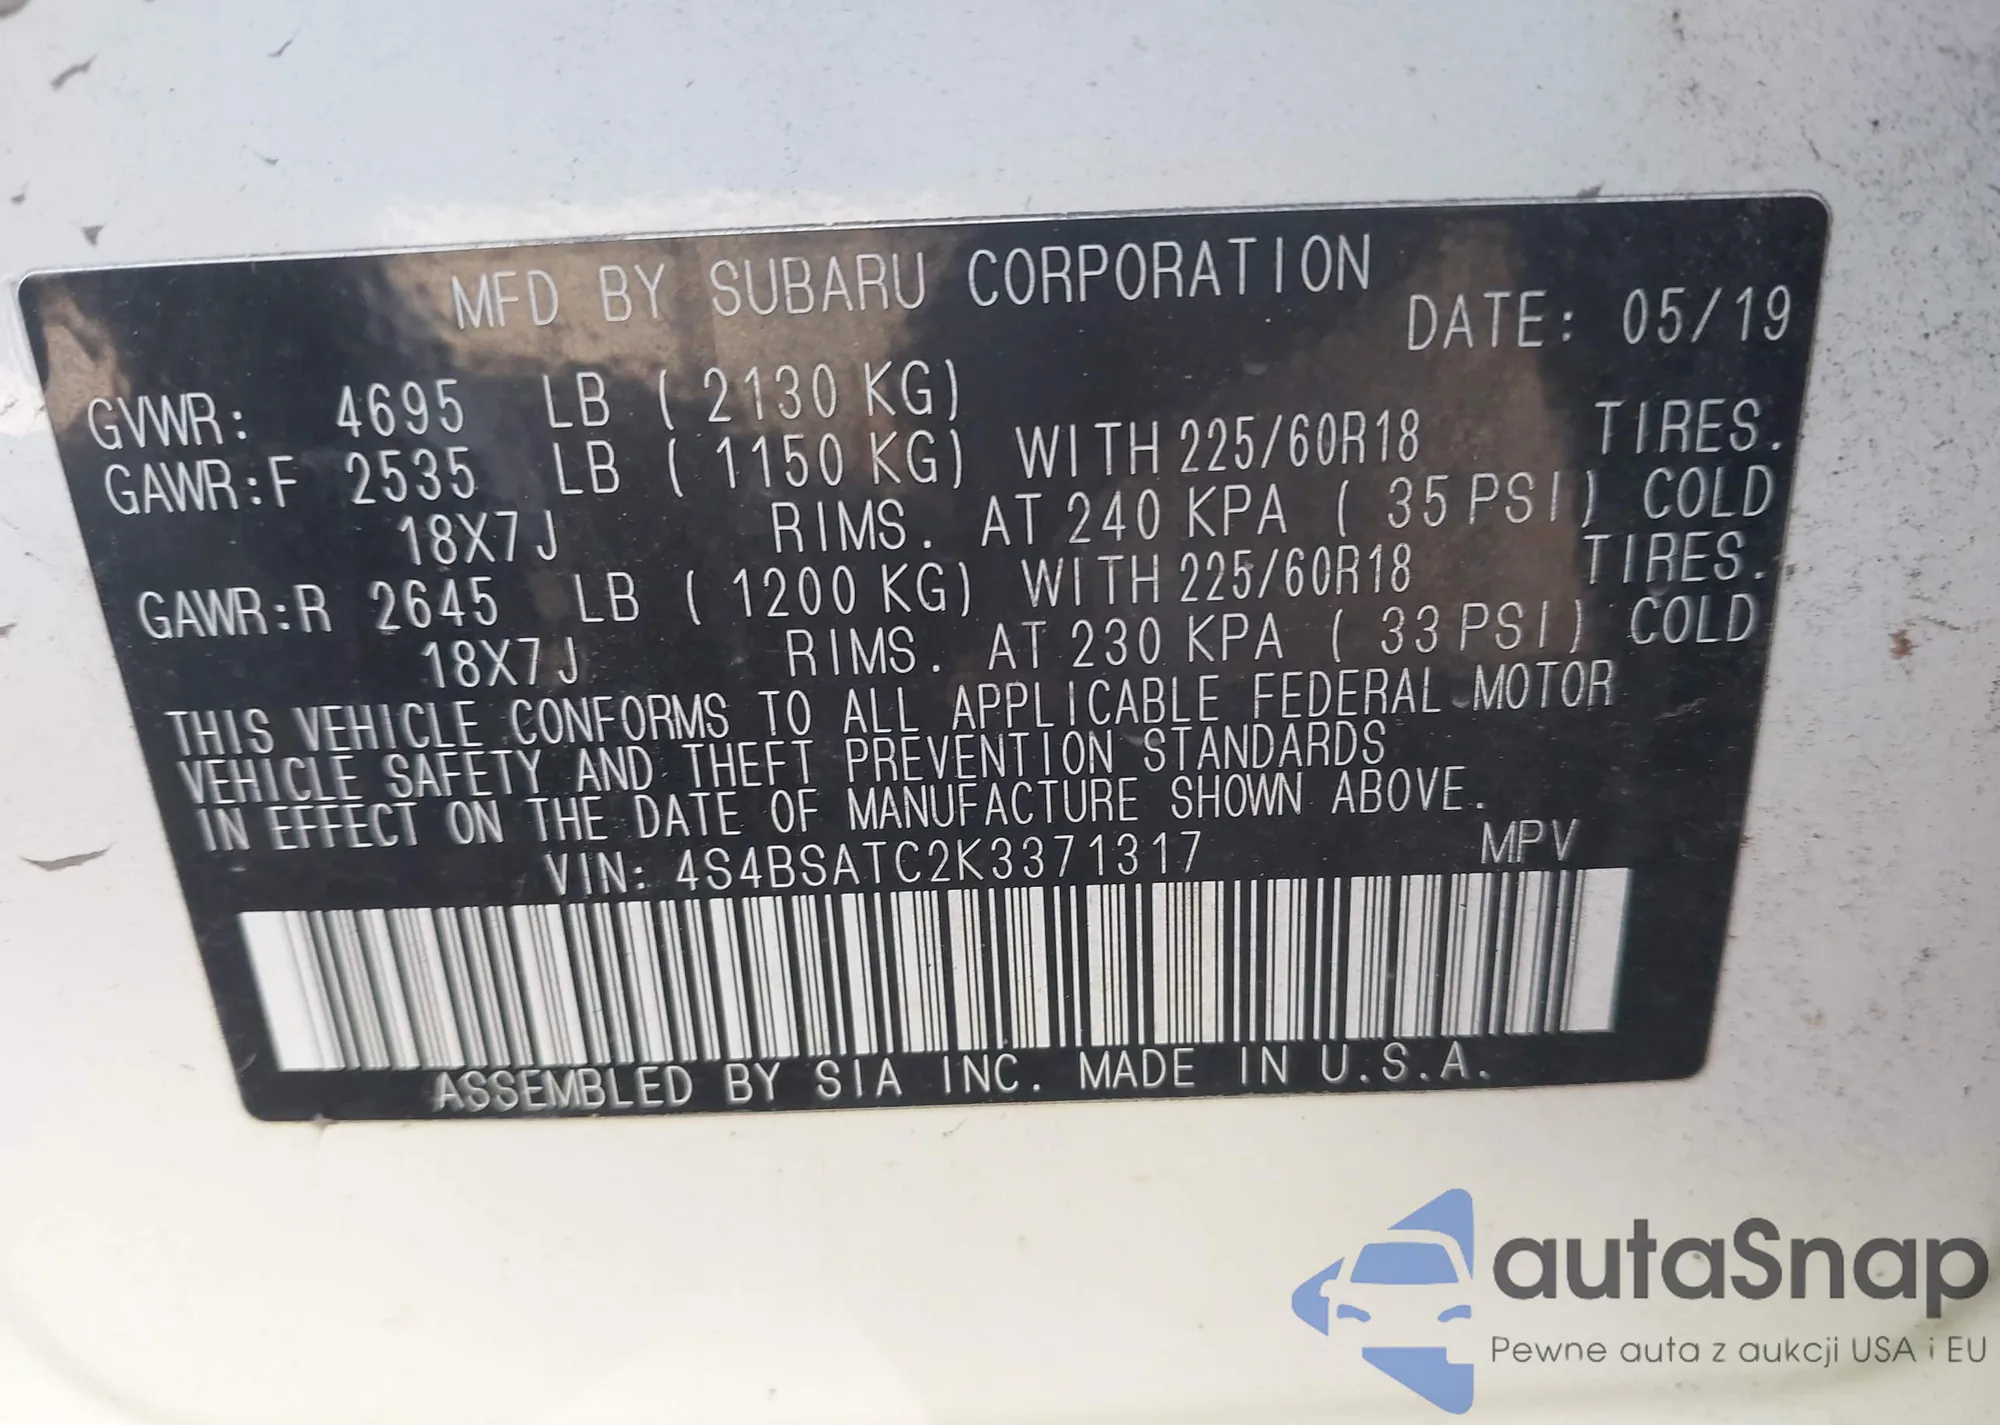 MFD BY SUBARU CORPORATION
DATE: 05/19
GVWR: 4695 LB ( 2130 KG)
GAWR:F 2535 LB ( 1150 KG) WITH 225/60R18 TIRES.
18X7J RIMS. AT 240 KPA ( 35 PSI) COLD
GAWR:R 2645 LB ( 1200 KG) WITH 225/60R18 TIRES.
18X7J RIMS. AT 230 KPA ( 33 PSI) COLD
THIS VEHICLE CONFORMS TO ALL APPLICABLE FEDERAL MOTOR
VEHICLE SAFETY AND THEFT PREVENTION STANDARDS
IN EFFECT ON THE DATE OF MANUFACTURE SHOWN ABOVE.
VIN: 4S4BSATC2K3371317 MPV
ASSEMBLED BY SIA INC. MADE IN U.S.A.
autaSnap
Pewne auta z aukcji USA i EU